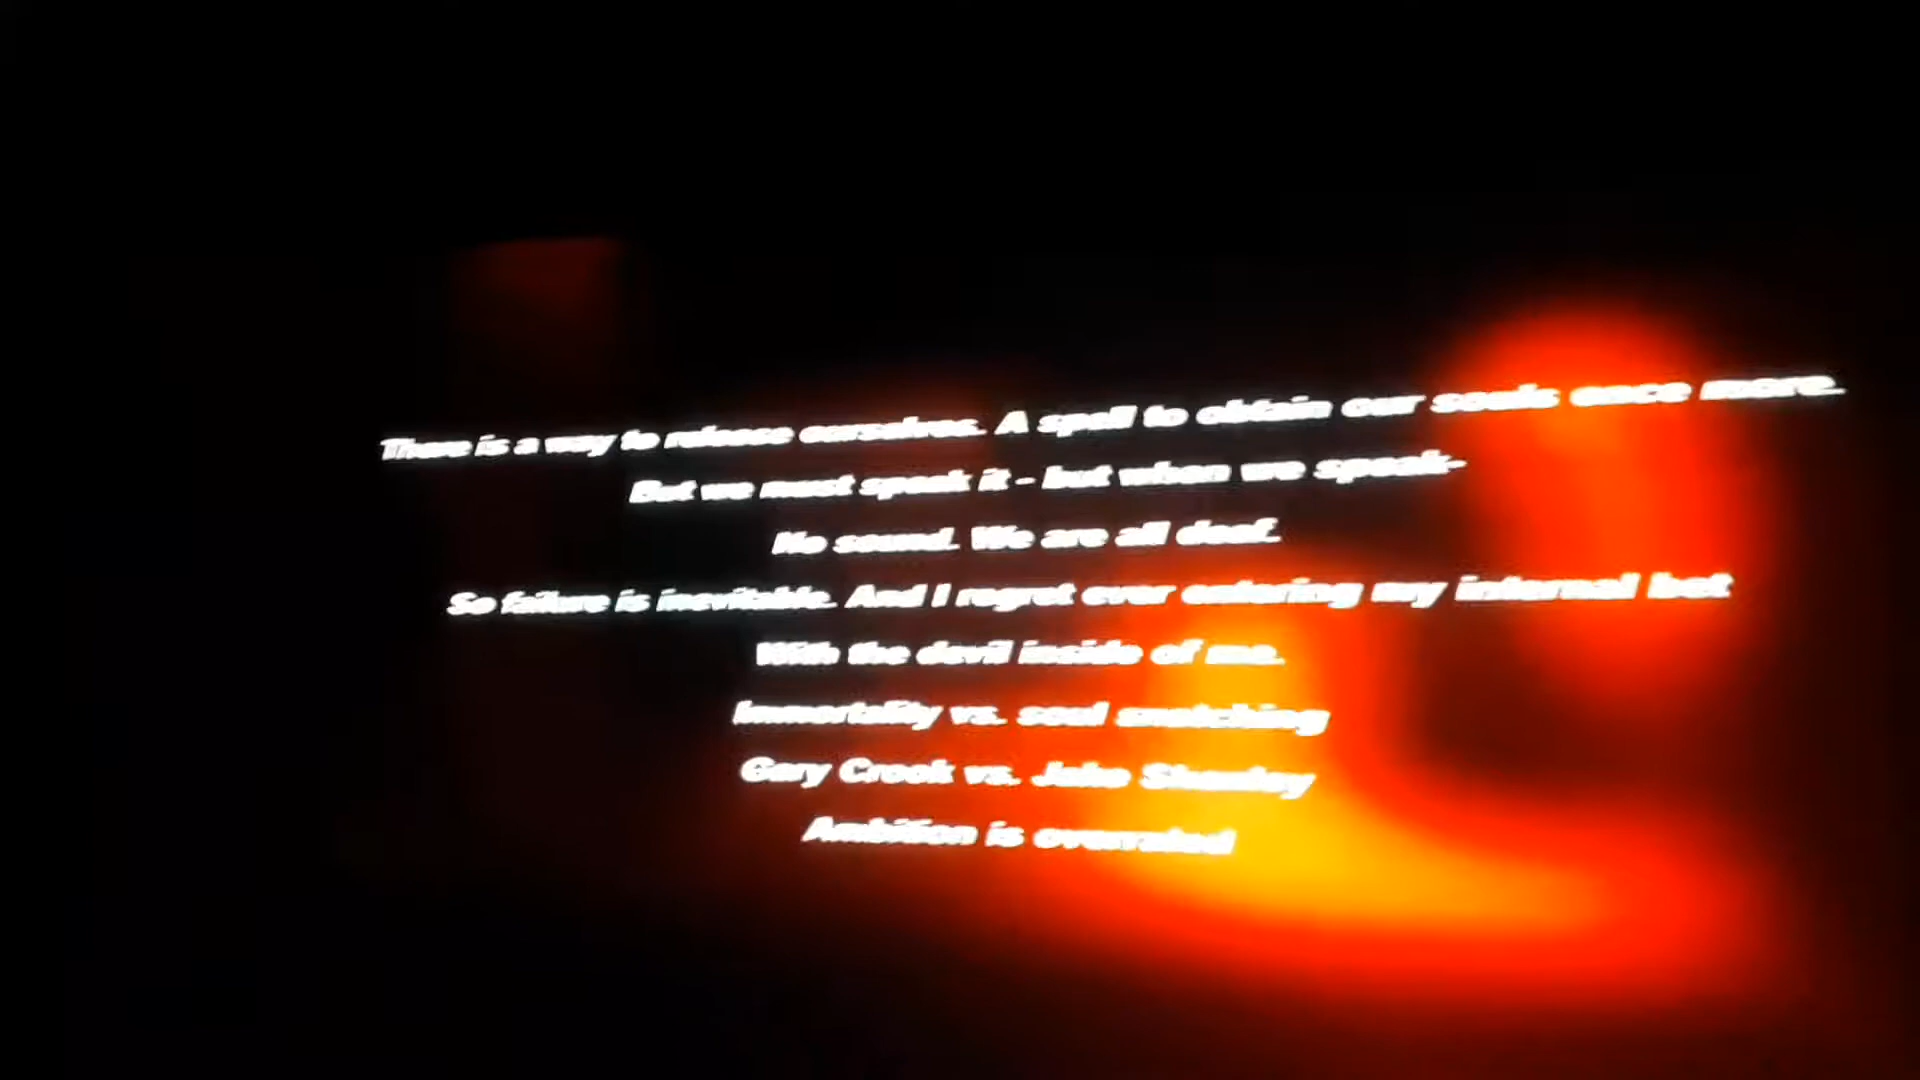 There is a way to release ourselves. A spell to obtain our souls once more.
But we must speak it - but when we speak-
No sound. We are all deaf.
So failure is inevitable. And I regret ever entering my internal bet
With the devil inside of me.
Immortality vs. soul snatching
Gary Crook vs. Jake Shanley
Ambition is overrated